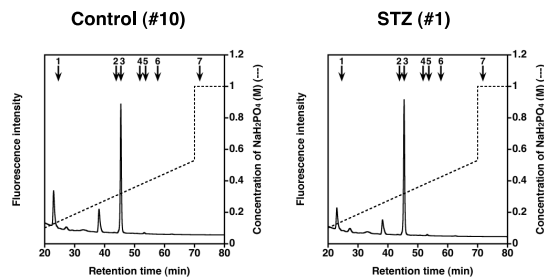 Control (#10)
STZ (#1)
Fluorescence intensity
1 2 3 4 5 6 7
1.2
1
0.8
0.6
0.4
0.2
0
Concentration of NaH2PO4 (M) (---)
20 30 40 50 60 70 80
Retention time (min)
Fluorescence intensity
1 2 3 4 5 6 7
1.2
1
0.8
0.6
0.4
0.2
0
Concentration of NaH2PO4 (M) (---)
20 30 40 50 60 70 80
Retention time (min)